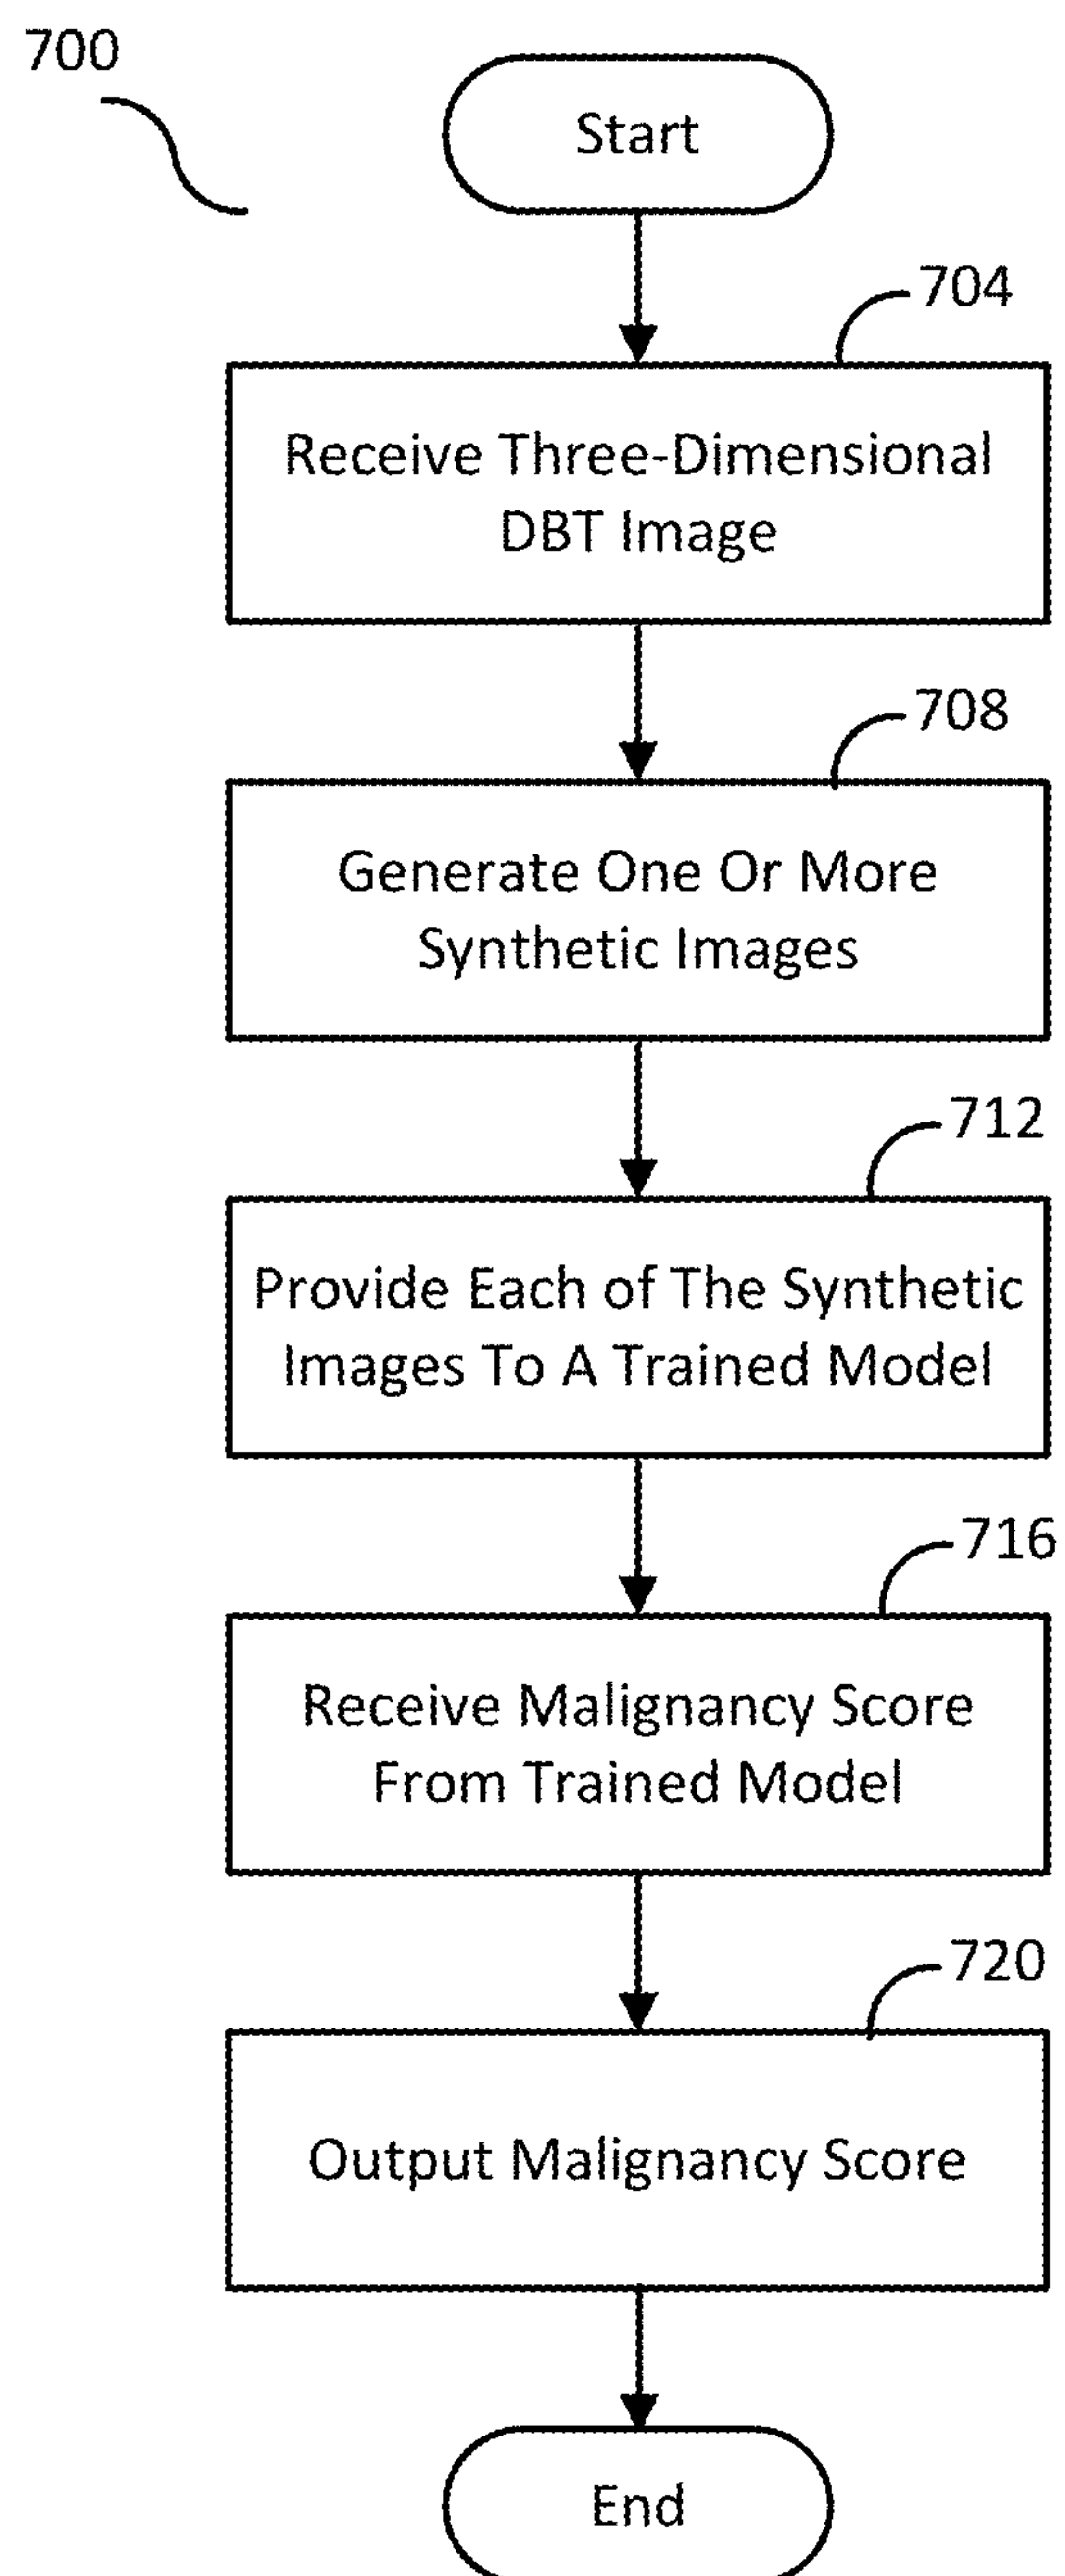 700
Start
704
Receive Three-Dimensional
DBT Image
708
Generate One Or More
Synthetic Images
712
Provide Each of The Synthetic
Images To A Trained Model
716
Receive Malignancy Score
From Trained Model
720
Output Malignancy Score
End